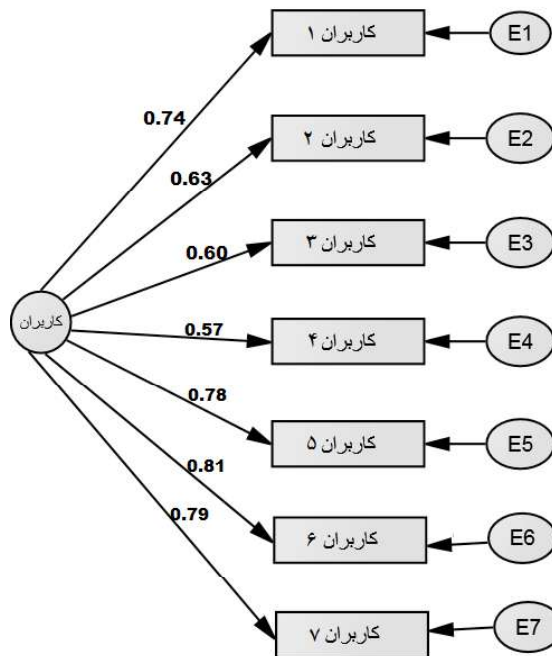 کاربران ۱
E1
0.74
کاربران ۲
E2
0.63
کاربران ۳
E3
0.60
کاربران
کاربران ۴
E4
0.57
کاربران ۵
E5
0.78
کاربران ۶
E6
0.81
کاربران ۷
E7
0.79